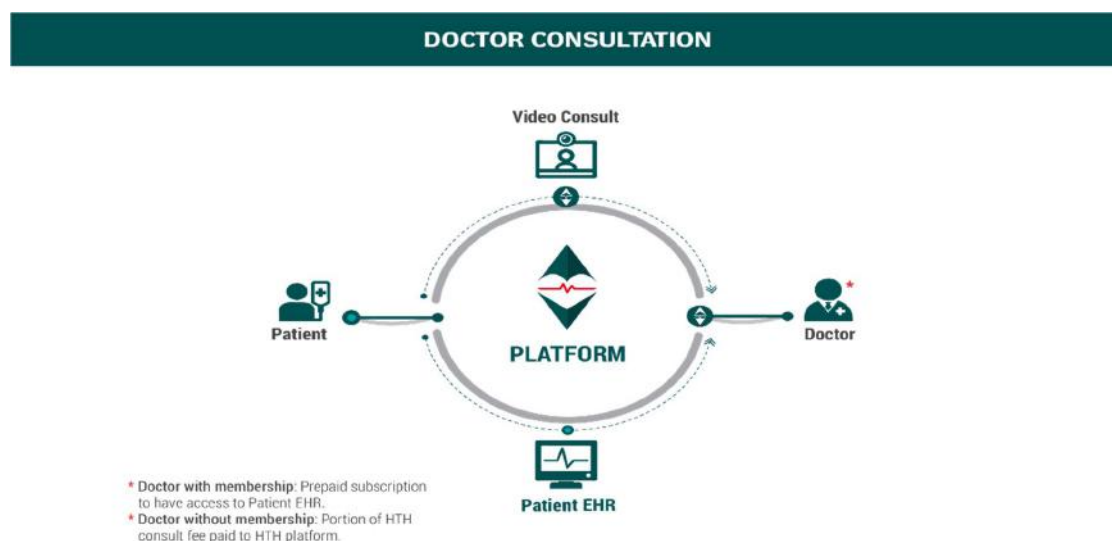 DOCTOR CONSULTATION
Video Consult
Patient
PLATFORM
Doctor
Patient EHR
* Doctor with membership: Prepaid subscription
to have access to Patient EHR.
* Doctor without membership: Portion of HTH
consult fee paid to HTH platform.